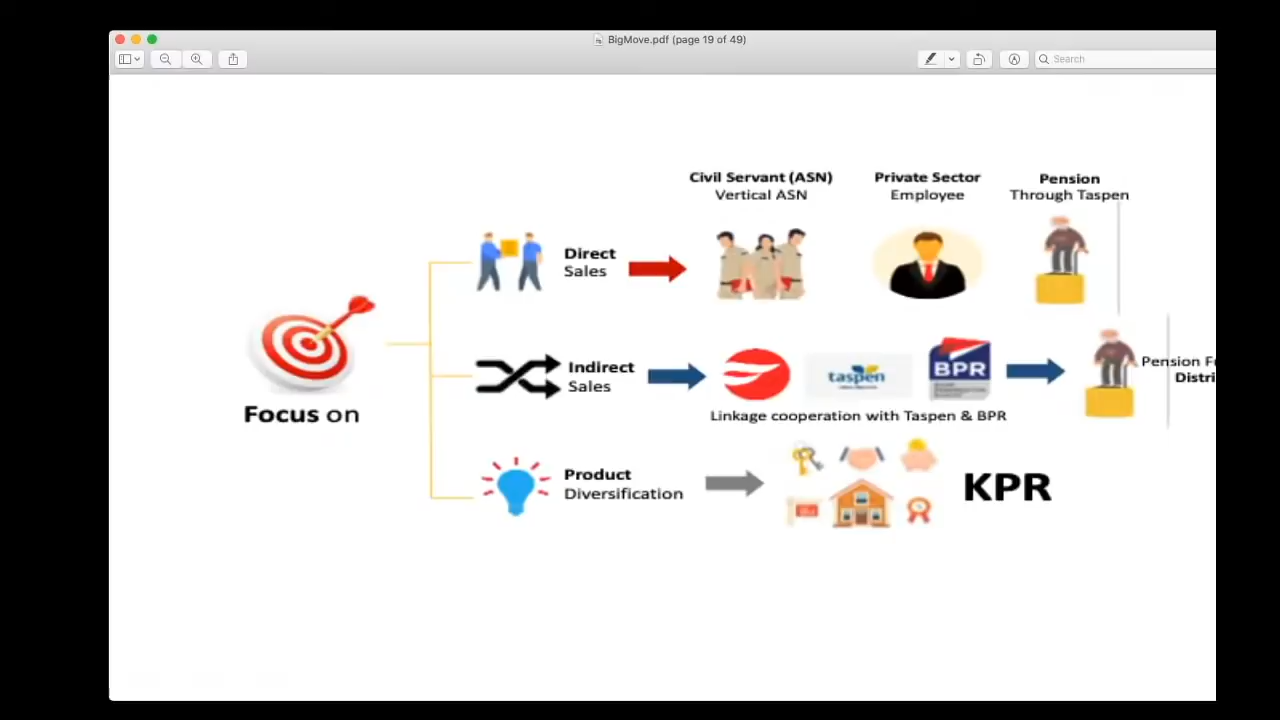 BigMove.pdf (page 19 of 49)
Search
Civil Servant (ASN)
Vertical ASN
Private Sector
Employee
Pension
Through Taspen
Direct
Sales
Focus on
Indirect
Sales
taspen
BPR
Linkage cooperation with Taspen & BPR
Pension
Product
Diversification
KPR